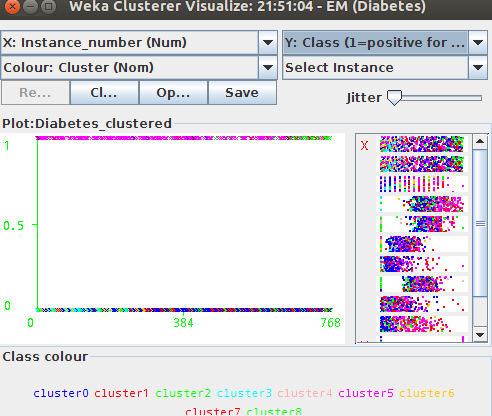 Weka Clusterer Visualize: 21:51:04 - EM (Diabetes)
X: Instance_number (Num)
Y: Class (1=positive for ...
Colour: Cluster (Nom)
Select Instance
Re...
Cl...
Op...
Save
Jitter
Plot:Diabetes_clustered
1
X
0.5
0
0 384 768
Class colour
cluster0 cluster1 cluster2 cluster3 cluster4 cluster5 cluster6
cluster7 cluster8